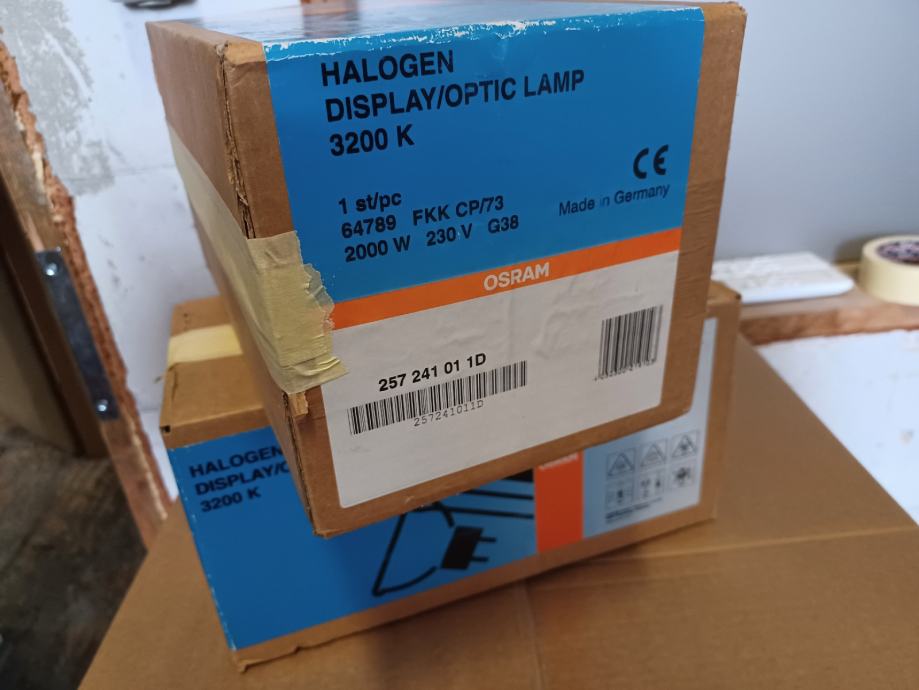 HALOGEN
DISPLAY/OPTIC LAMP
3200 K
CE
1 st/pc
64789 FKK CP/73
2000 W 230 V G38
Made in Germany
OSRAM
257 241 01 1D
257241011D
HALOGEN
DISPLAY/
3200 K